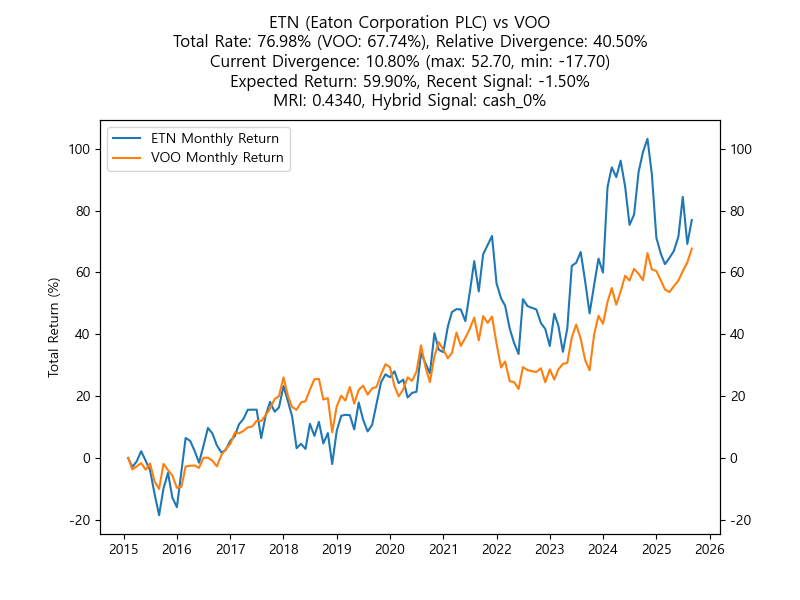 ETN (Eaton Corporation PLC) vs VOO
Total Rate: 76.98% (VOO: 67.74%), Relative Divergence: 40.50%
Current Divergence: 10.80% (max: 52.70, min: -17.70)
Expected Return: 59.90%, Recent Signal: -1.50%
MRI: 0.4340, Hybrid Signal: cash_0%
ETN Monthly Return
VOO Monthly Return
Total Return (%)
100
80
60
40
20
0
-20
100
80
60
40
20
0
-20
2015 2016 2017 2018 2019 2020 2021 2022 2023 2024 2025 2026